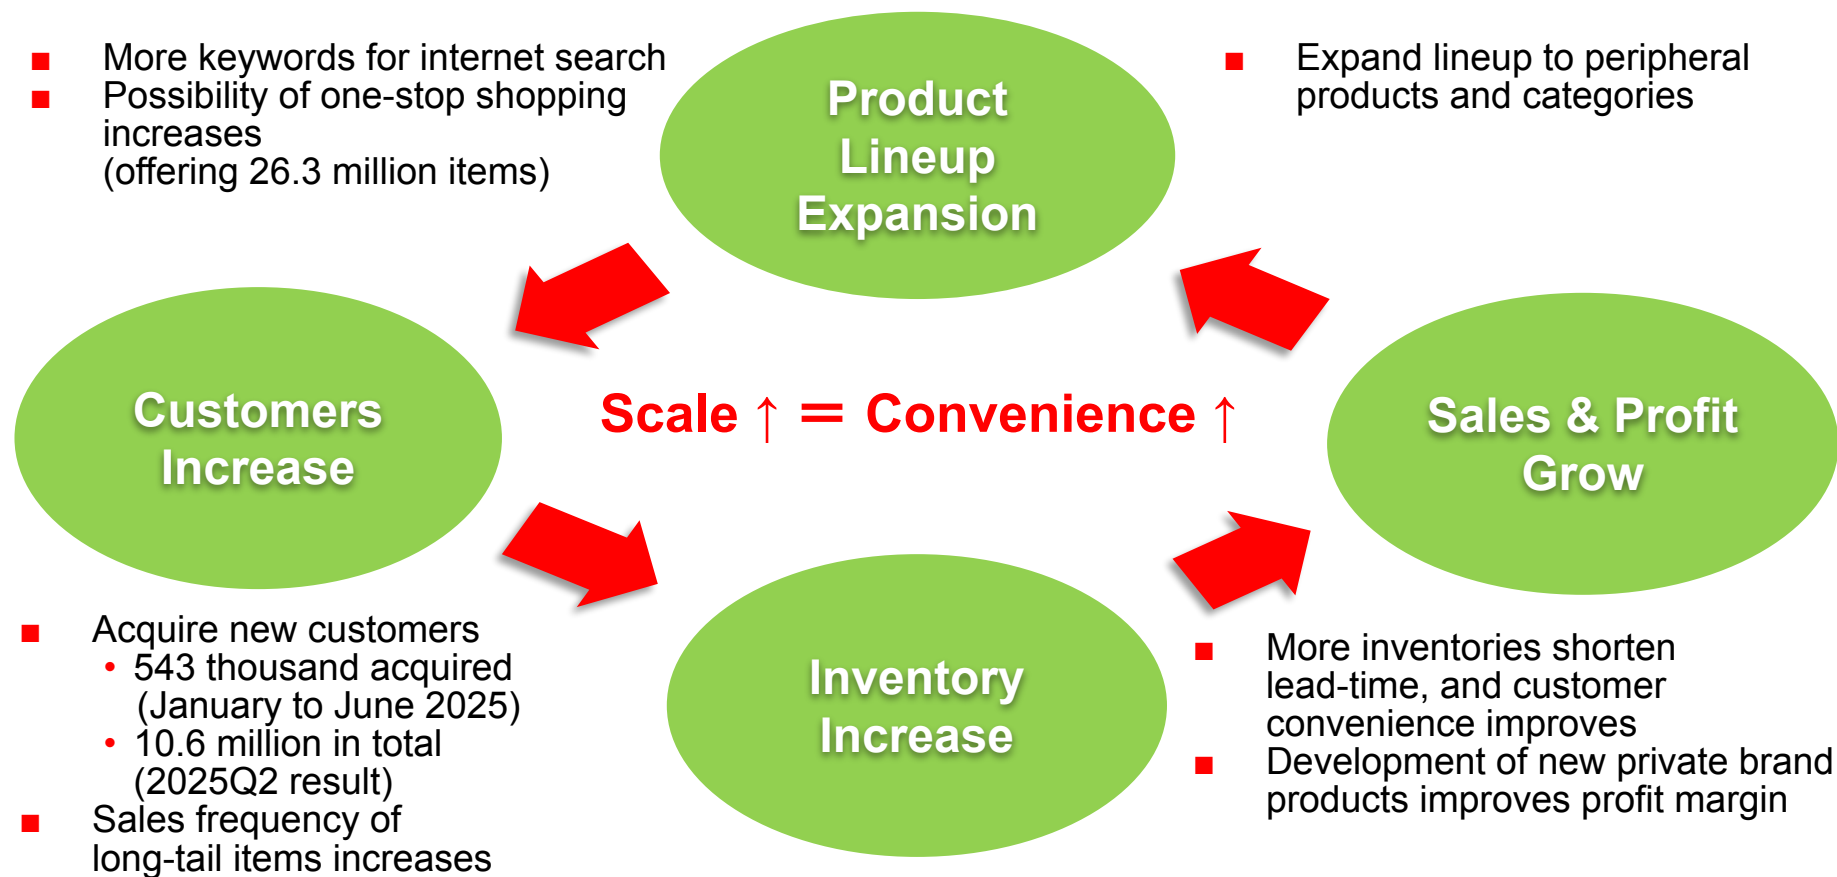 ■ More keywords for internet search
■ Possibility of one-stop shopping
increases
(offering 26.3 million items)
Product
Lineup
Expansion
■ Expand lineup to peripheral
products and categories
Customers
Increase
Scale ↑ ＝ Convenience ↑
Sales & Profit
Grow
■ Acquire new customers
• 543 thousand acquired
(January to June 2025)
• 10.6 million in total
(2025Q2 result)
■ Sales frequency of
long-tail items increases
Inventory
Increase
■ More inventories shorten
lead-time, and customer
convenience improves
■ Development of new private brand
products improves profit margin